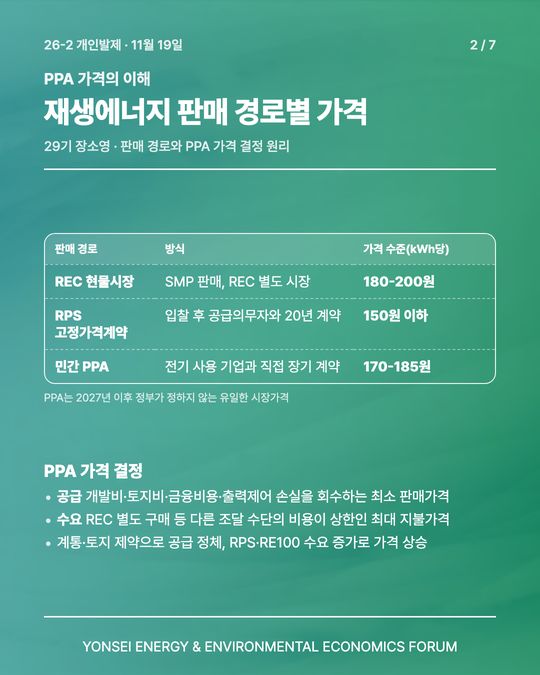 26-2 개인발제 · 11월 19일
2 / 7
PPA 가격의 이해
재생에너지 판매 경로별 가격
29기 장소영 · 판매 경로와 PPA 가격 결정 원리
판매 경로 방식 가격 수준(kWh당)
REC 현물시장 SMP 판매, REC 별도 시장 180-200원
RPS 입찰 후 공급의무자와 20년 계약 150원 이하
고정가격계약
민간 PPA 전기 사용 기업과 직접 장기 계약 170-185원
PPA는 2027년 이후 정부가 정하지 않는 유일한 시장가격
PPA 가격 결정
• 공급 개발비·토지비·금융비용·출력제어 손실을 회수하는 최소 판매가격
• 수요 REC 별도 구매 등 다른 조달 수단의 비용이 상한인 최대 지불가격
• 계통·토지 제약으로 공급 정체, RPS·RE100 수요 증가로 가격 상승
YONSEI ENERGY & ENVIRONMENTAL ECONOMICS FORUM